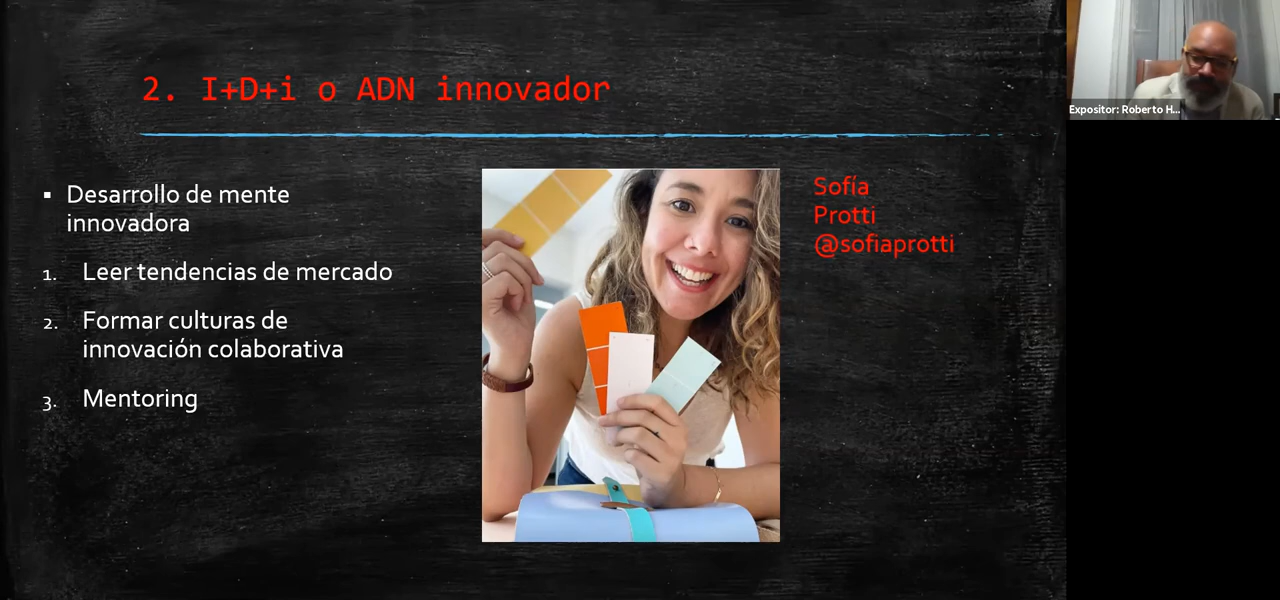 2. I+D+i o ADN innovador
▪ Desarrollo de mente
innovadora
1. Leer tendencias de mercado
2. Formar culturas de
innovación colaborativa
3. Mentoring
Sofía
Protti
@sofiaprotti
Expositor: Roberto H...